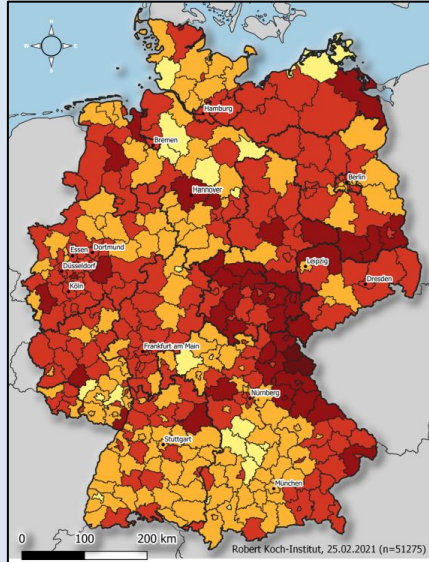 N
Hamburg
Bremen
Berlin
Hannover
Essen
Dortmund
Düsseldorf
Leipzig
Köln
Dresden
Frankfurt am Main
Nürnberg
Stuttgart
München
0 100 200 km
Robert Koch-Institut, 25.02.2021 (n=51275)